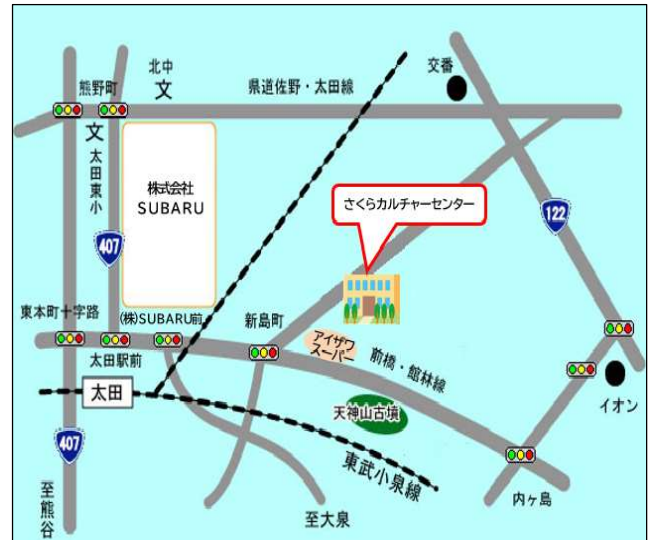 北中
交番
熊野町
文
県道佐野・太田線
文
太田東小
株式会社
SUBARU
さくらカルチャーセンター
407
122
東本町十字路
(株)SUBARU前
新島町
太田駅前
アイザワ
スーパー
前橋・館林線
太田
イオン
天神山古墳
407
東武小泉線
至熊谷
至大泉
内ヶ島